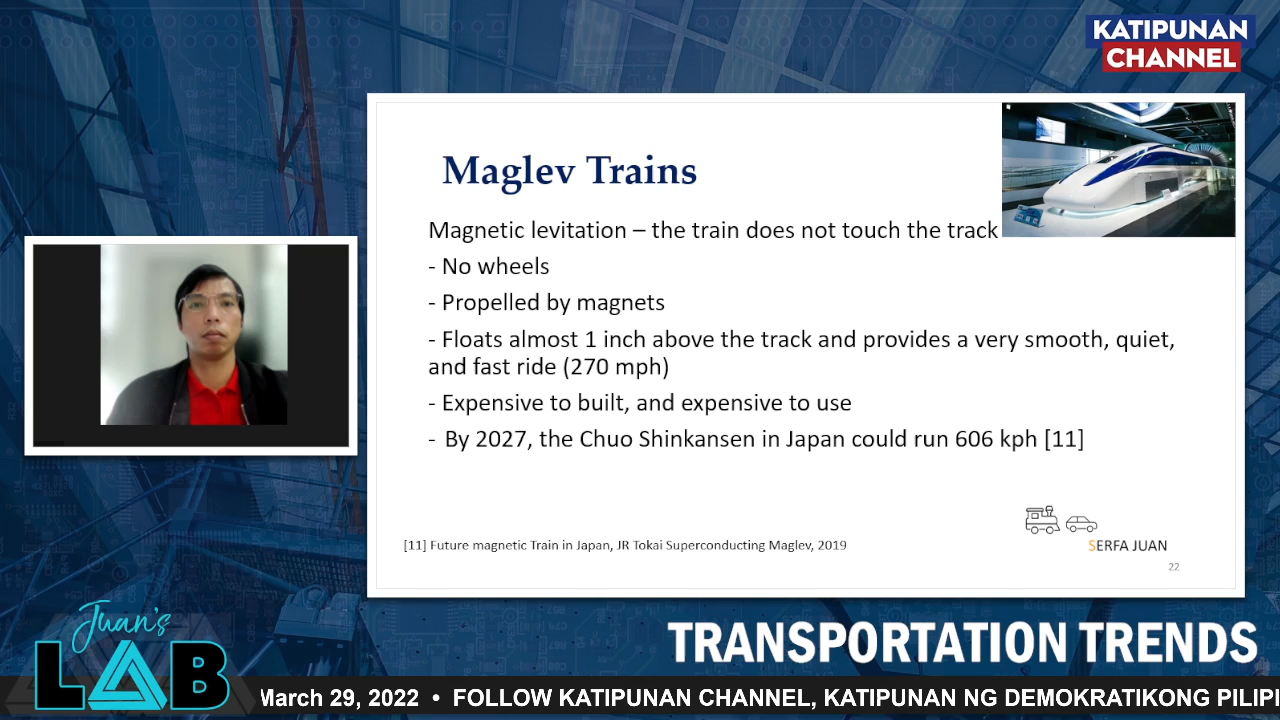 KATIPUNAN
CHANNEL
Maglev Trains
Magnetic levitation – the train does not touch the track
- No wheels
- Propelled by magnets
- Floats almost 1 inch above the track and provides a very smooth, quiet,
and fast ride (270 mph)
- Expensive to built, and expensive to use
- By 2027, the Chuo Shinkansen in Japan could run 606 kph [11]
[11] Future magnetic Train in Japan, JR Tokai Superconducting Maglev, 2019
SERFA JUAN
22
Juan's
LAB
TRANSPORTATION TRENDS
March 29, 2022 • FOLLOW KATIPUNAN CHANNEL, KATIPUNAN NG DEMOKRATIKONG PILIPI